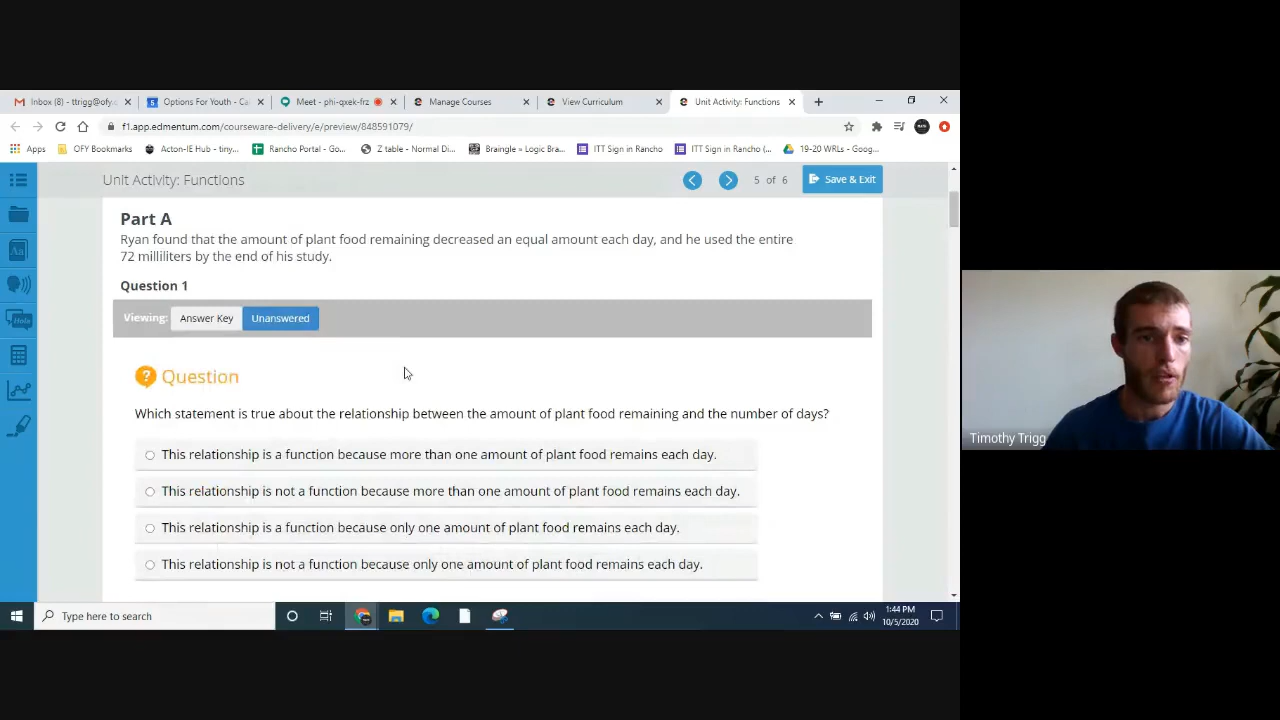 Inbox (8) - ttrigg@ofy.c
Options For Youth - Ca
Meet - phi-qxek-frz
Manage Courses
View Curriculum
Unit Activity: Functions
f1.app.edmentum.com/courseware-delivery/e/preview/848591079/
Apps
OFY Bookmarks
Acton-IE Hub - tiny...
Rancho Portal - Go...
Z table - Normal Di...
Braingle » Logic Bra...
ITT Sign in Rancho
ITT Sign in Rancho (...
19-20 WRLs - Goog...
Unit Activity: Functions
5 of 6
Save & Exit
Part A
Ryan found that the amount of plant food remaining decreased an equal amount each day, and he used the entire
72 milliliters by the end of his study.
Question 1
Viewing:
Answer Key
Unanswered
? Question
Which statement is true about the relationship between the amount of plant food remaining and the number of days?
This relationship is a function because more than one amount of plant food remains each day.
This relationship is not a function because more than one amount of plant food remains each day.
This relationship is a function because only one amount of plant food remains each day.
This relationship is not a function because only one amount of plant food remains each day.
Timothy Trigg
Type here to search
1:44 PM
10/5/2020